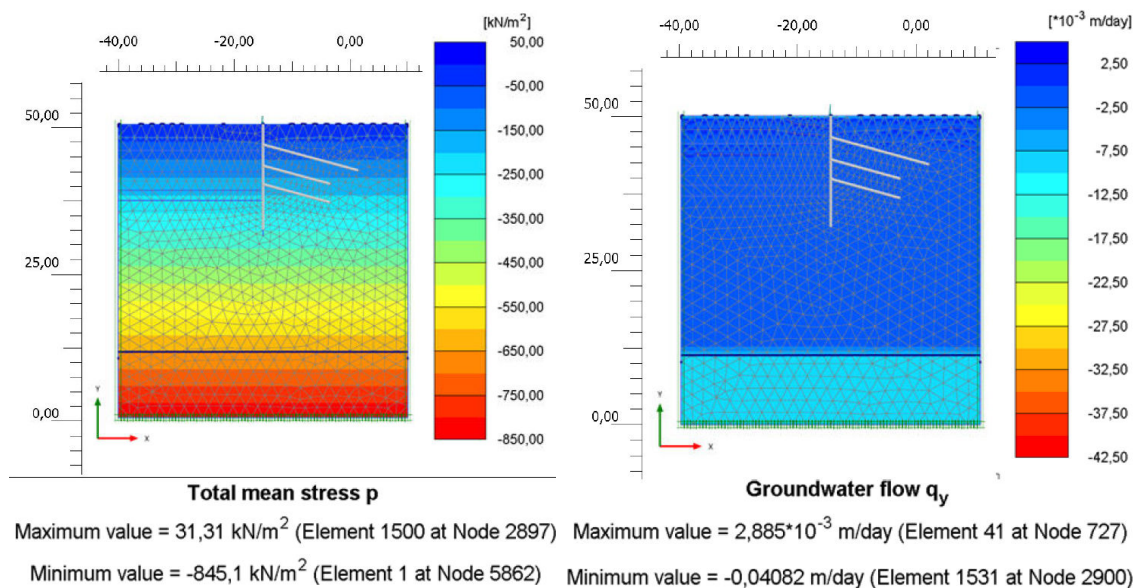 [kN/m²]
-40,00 -20,00 0,00
50,00
25,00
0,00
Y
X
50,00
-50,00
-150,00
-250,00
-350,00
-450,00
-550,00
-650,00
-750,00
-850,00
Total mean stress p
Maximum value = 31,31 kN/m² (Element 1500 at Node 2897)
Minimum value = -845,1 kN/m² (Element 1 at Node 5862)
[*10⁻³ m/day]
-40,00 -20,00 0,00
50,00
25,00
0,00
Y
X
2,50
-2,50
-7,50
-12,50
-17,50
-22,50
-27,50
-32,50
-37,50
-42,50
Groundwater flow q_y
Maximum value = 2,885*10⁻³ m/day (Element 41 at Node 727)
Minimum value = -0,04082 m/day (Element 1531 at Node 2900)